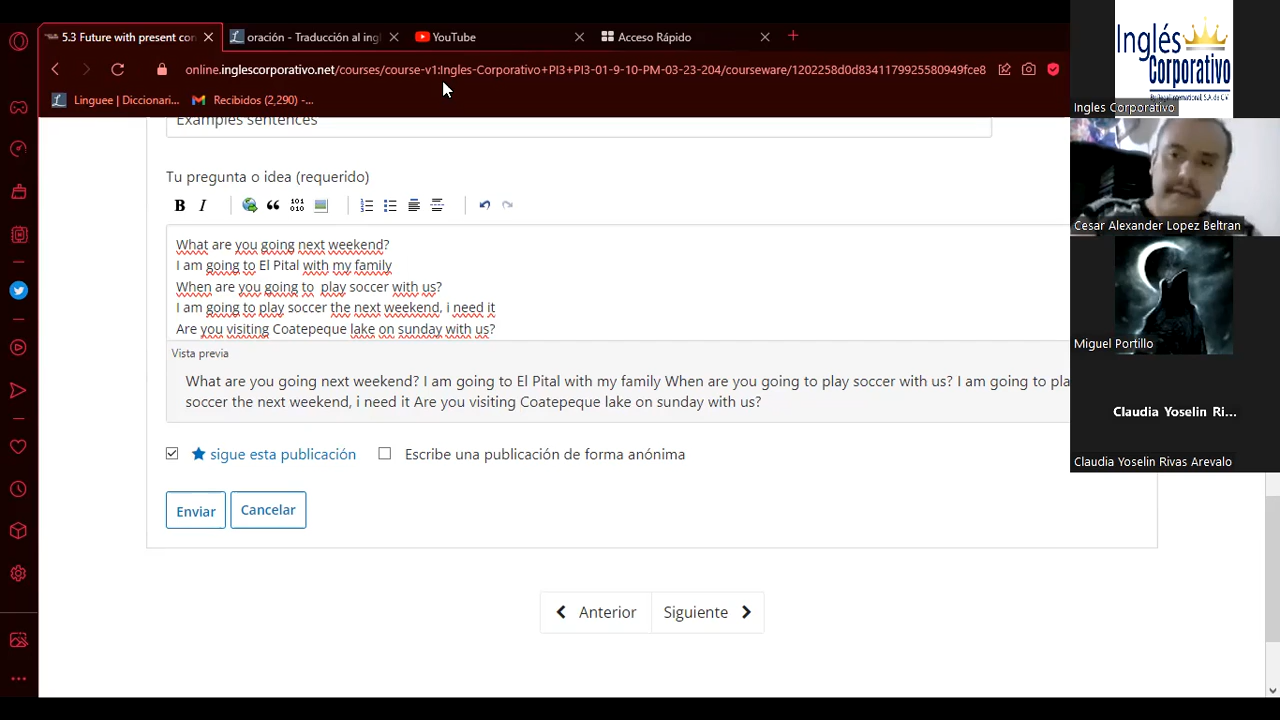 5.3 Future with present con
oración - Traducción al ingl
YouTube
Acceso Rápido
online.inglescorporativo.net/courses/course-v1:Ingles-Corporativo+PI3+PI3-01-9-10-PM-03-23-204/courseware/1202258d0d8341179925580949fce8
Linguee | Diccionari...
Recibidos (2,290) -...
Examples sentences
Tu pregunta o idea (requerido)
B I
What are you going next weekend?
I am going to El Pital with my family
When are you going to play soccer with us?
I am going to play soccer the next weekend, i need it
Are you visiting Coatepeque lake on sunday with us?
Vista previa
What are you going next weekend? I am going to El Pital with my family When are you going to play soccer with us? I am going to pla
soccer the next weekend, i need it Are you visiting Coatepeque lake on sunday with us?
sigue esta publicación
Escribe una publicación de forma anónima
Enviar
Cancelar
Anterior
Siguiente
Inglés
Corporativo
Ingles Corporativo
Cesar Alexander Lopez Beltran
Miguel Portillo
Claudia Yoselin Ri...
Claudia Yoselin Rivas Arevalo